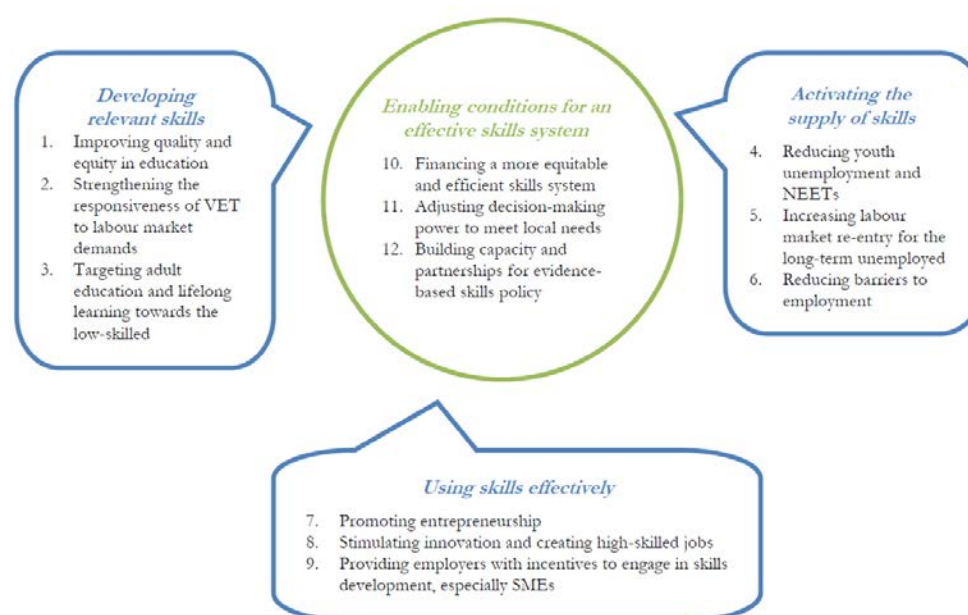 Developing
relevant skills
1. Improving quality and
equity in education
2. Strengthening the
responsiveness of VET
to labour market
demands
3. Targeting adult
education and lifelong
learning towards the
low-skilled
Enabling conditions for an
effective skills system
10. Financing a more equitable
and efficient skills system
11. Adjusting decision-making
power to meet local needs
12. Building capacity and
partnerships for evidence-
based skills policy
Activating the
supply of skills
4. Reducing youth
unemployment and
NEETs
5. Increasing labour
market re-entry for the
long-term unemployed
6. Reducing barriers to
employment
Using skills effectively
7. Promoting entrepreneurship
8. Stimulating innovation and creating high-skilled jobs
9. Providing employers with incentives to engage in skills
development, especially SMEs